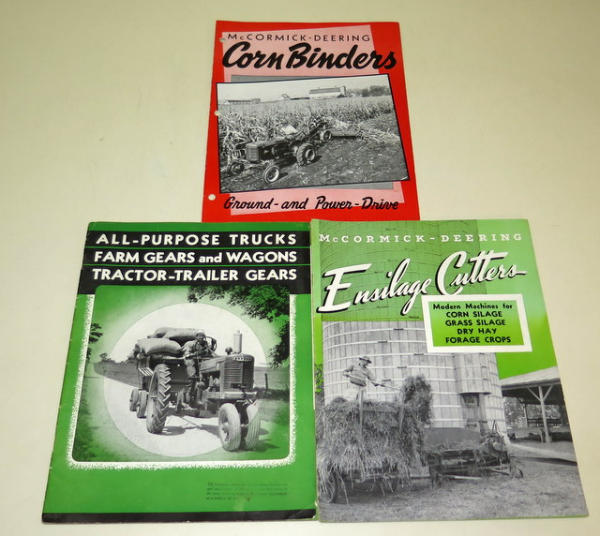 McCORMICK-DEERING
Corn Binders
Ground - and Power - Drive
ALL-PURPOSE TRUCKS
FARM GEARS and WAGONS
TRACTOR-TRAILER GEARS
McCORMICK-DEERING
Ensilage Cutters
Modern Machines for
CORN SILAGE
GRASS SILAGE
DRY HAY
FORAGE CROPS